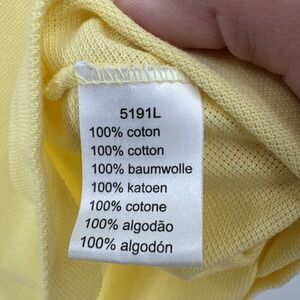 5191L
100% coton
100% cotton
100% baumwolle
100% katoen
100% cotone
100% algodão
100% algodón